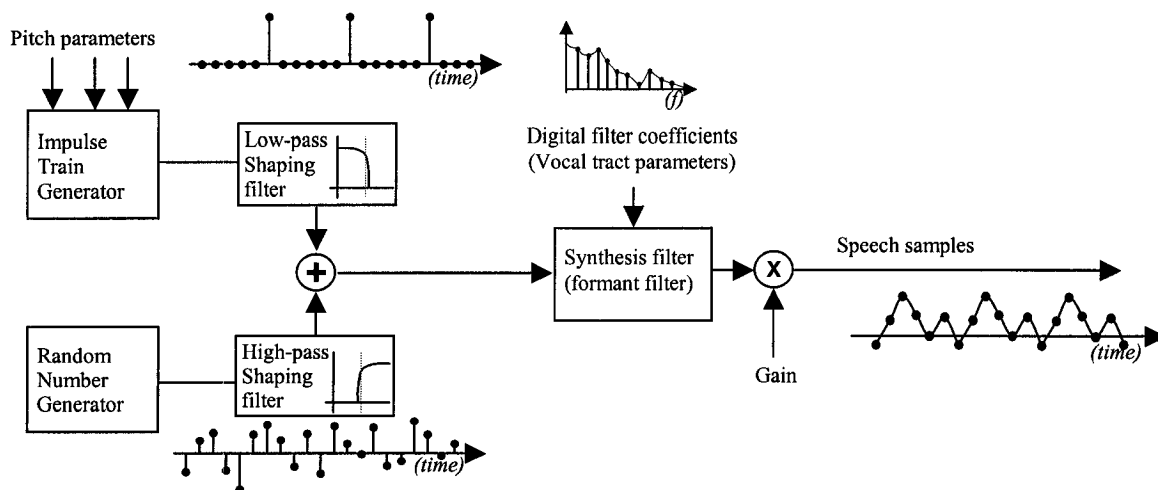 Pitch parameters
(time)
(f)
Impulse
Train
Generator
Low-pass
Shaping
filter
Digital filter coefficients
(Vocal tract parameters)
+
Synthesis filter
(formant filter)
X
Speech samples
(time)
Gain
Random
Number
Generator
High-pass
Shaping
filter
(time)